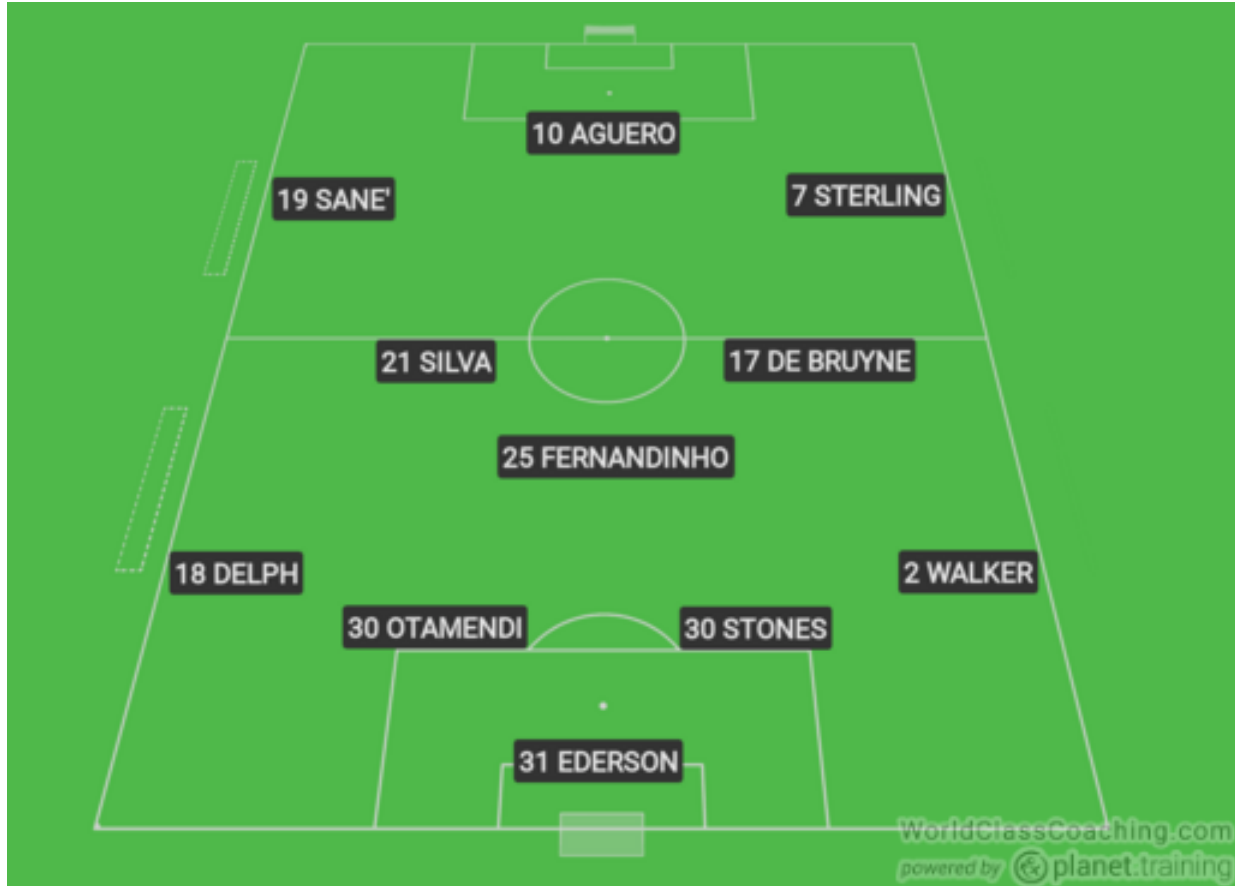 10 AGUERO
19 SANE'
7 STERLING
21 SILVA
17 DE BRUYNE
25 FERNANDINHO
18 DELPH
2 WALKER
30 OTAMENDI
30 STONES
31 EDERSON
WorldClassCoaching.com
powered by planet.training